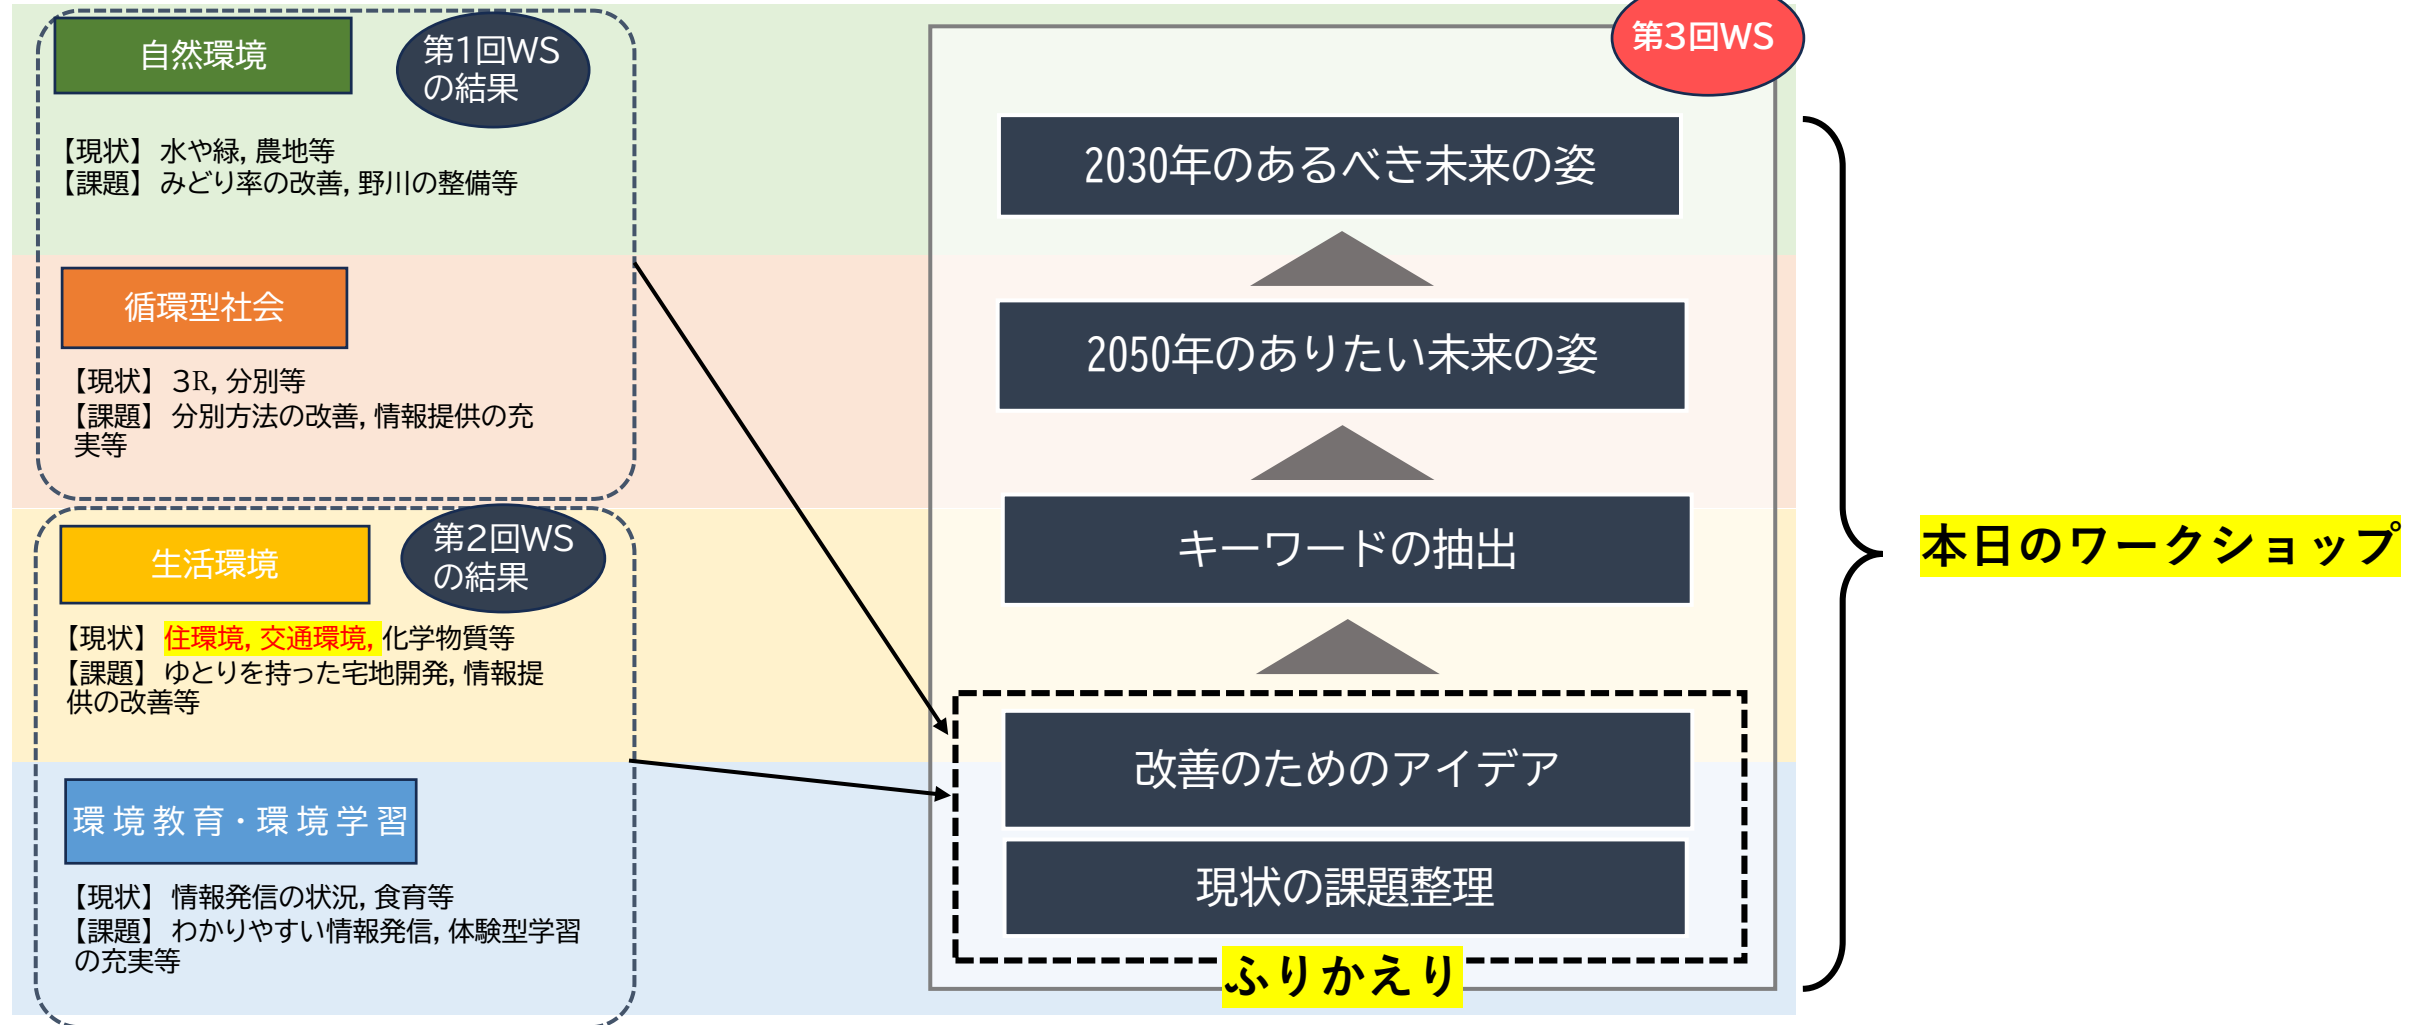 自然環境
第1回WS
の結果
【現状】 水や緑, 農地等
【課題】 みどり率の改善, 野川の整備等
循環型社会
【現状】 3R, 分別等
【課題】 分別方法の改善, 情報提供の充
実等
生活環境
第2回WS
の結果
【現状】 住環境, 交通環境, 化学物質等
【課題】 ゆとりを持った宅地開発, 情報提
供の改善等
環境教育・環境学習
【現状】 情報発信の状況, 食育等
【課題】 わかりやすい情報発信, 体験型学習
の充実等
第3回WS
2030年のあるべき未来の姿
2050年のありたい未来の姿
キーワードの抽出
改善のためのアイデア
現状の課題整理
ふりかえり
本日のワークショップ